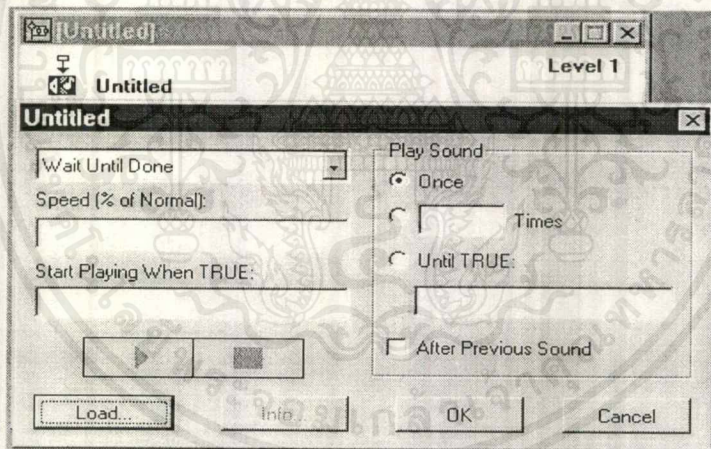 [Untitled]
Level 1
Untitled
Untitled
Wait Until Done
Speed (% of Normal):
Start Playing When TRUE:
Play Sound
Once
Times
Until TRUE:
After Previous Sound
Load...
Info...
OK
Cancel